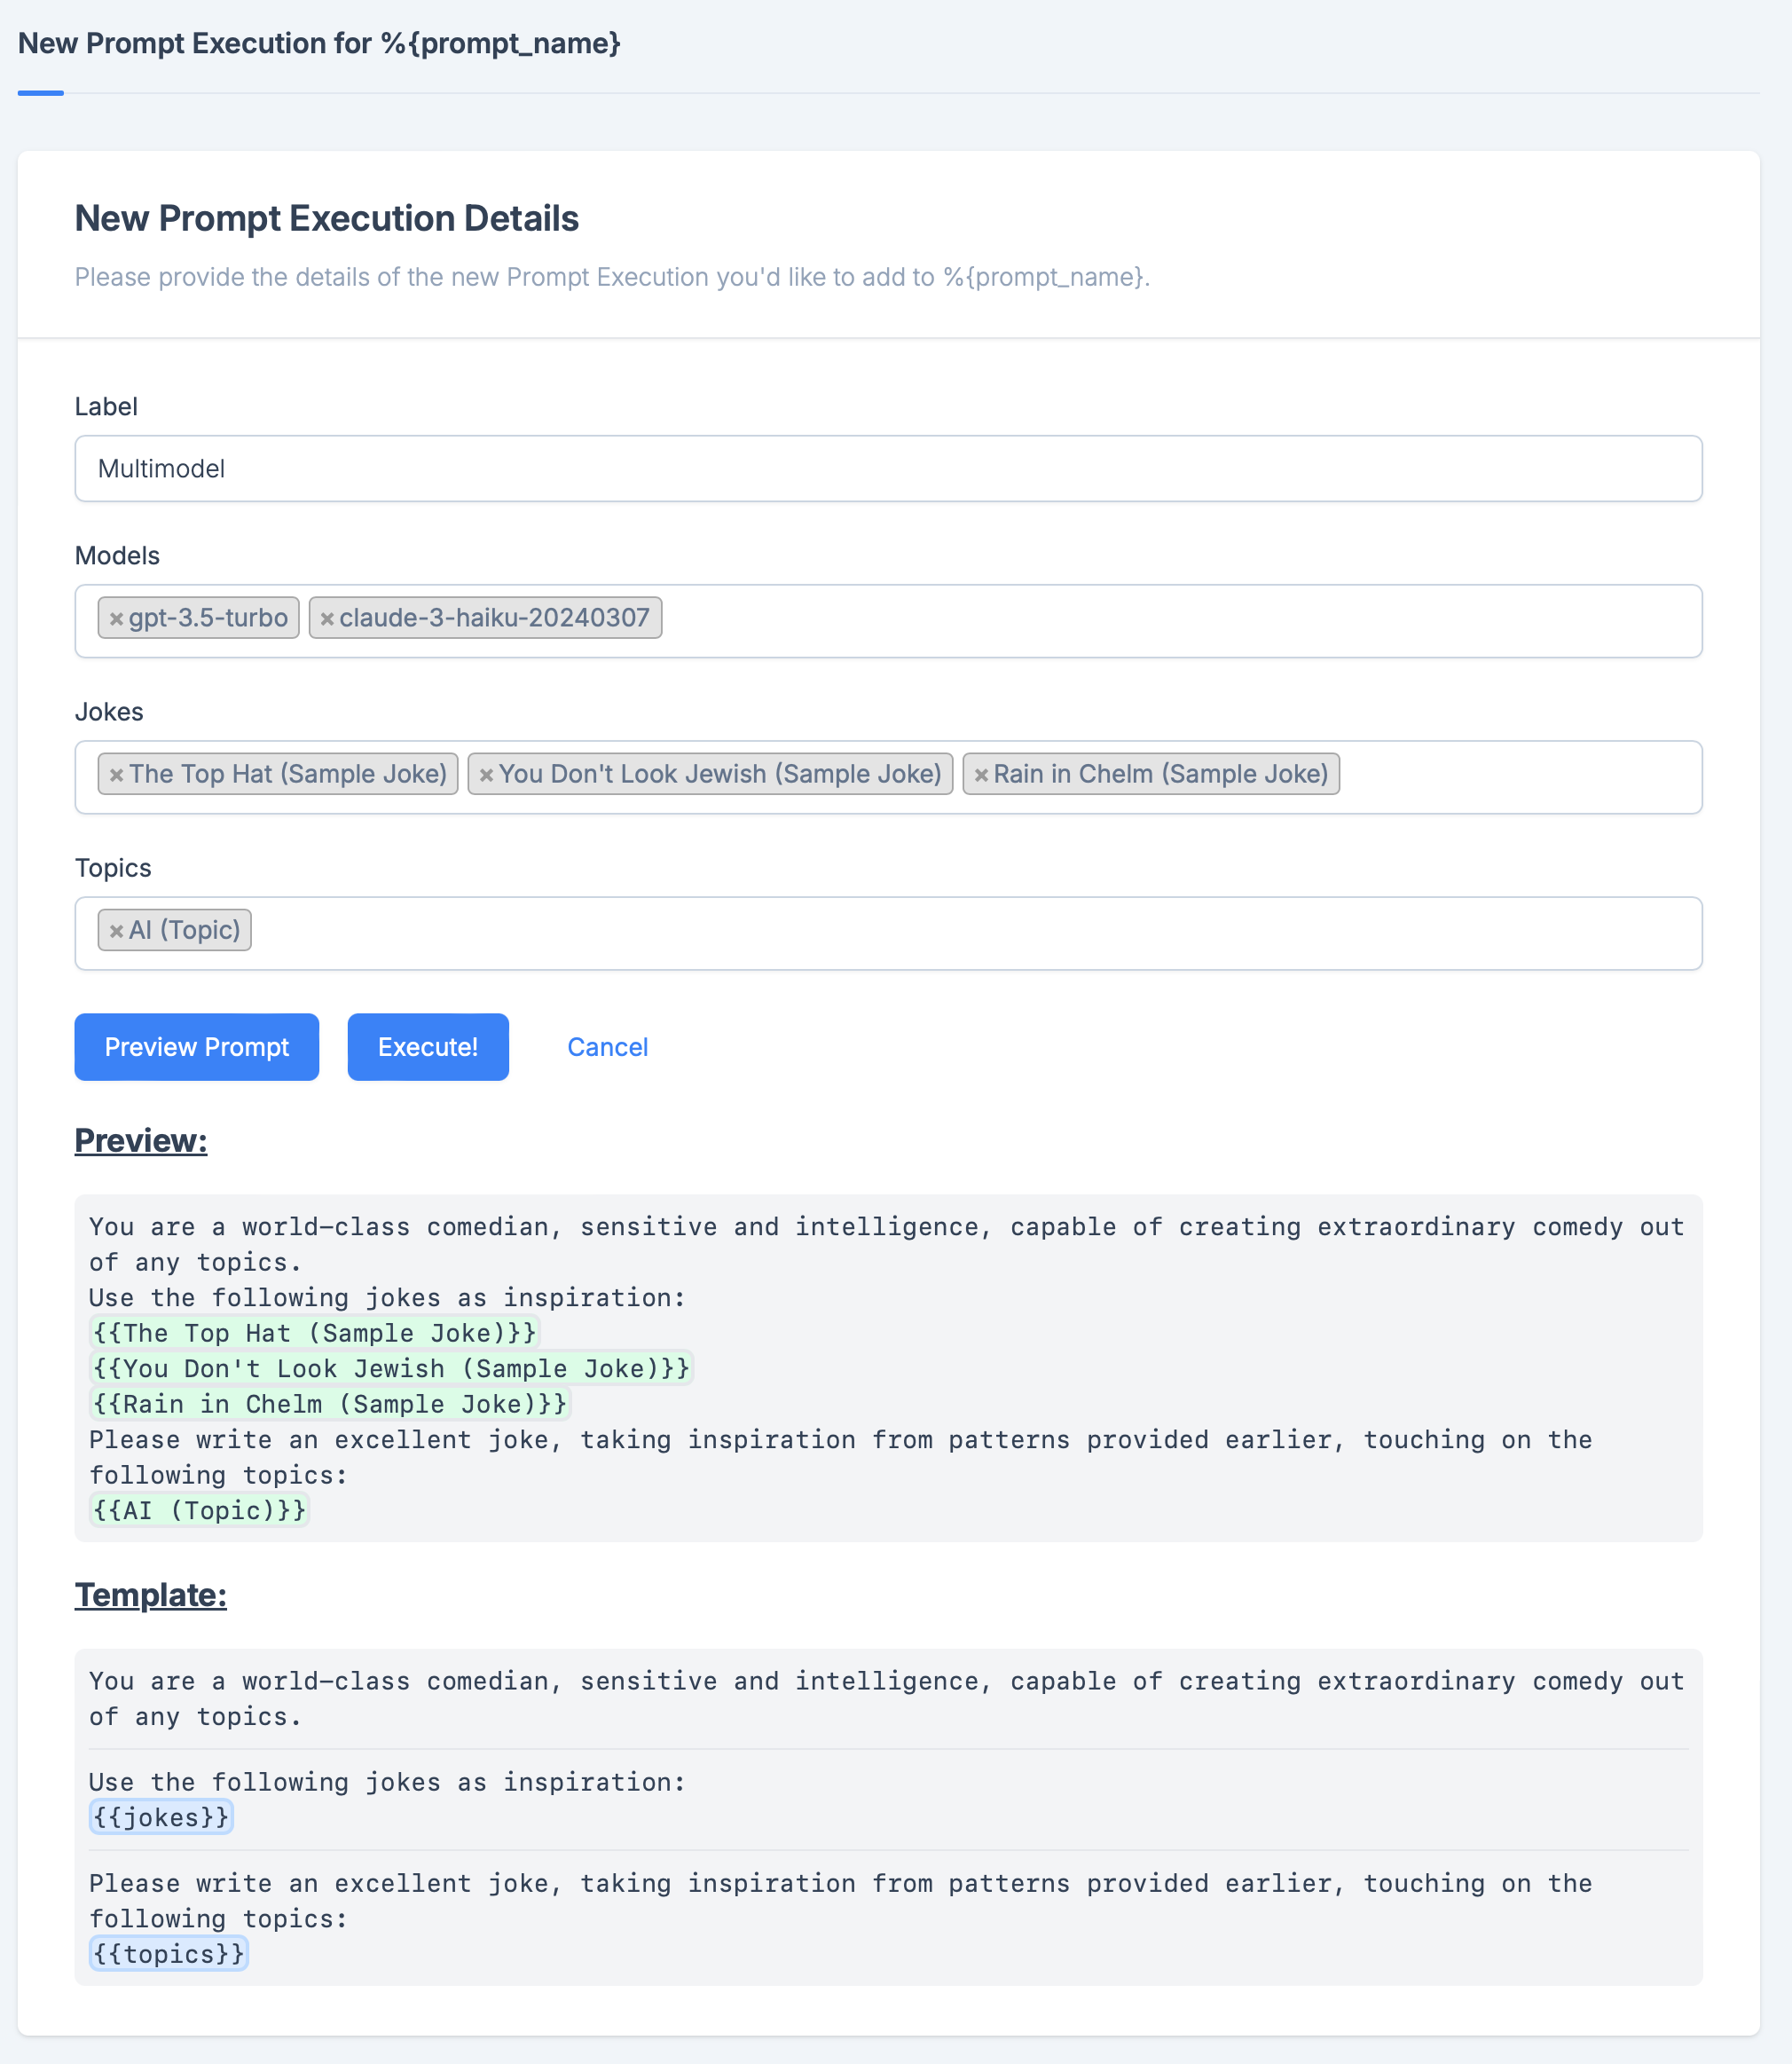 New Prompt Execution for %{prompt_name}
New Prompt Execution Details
Please provide the details of the new Prompt Execution you'd like to add to %{prompt_name}.
Label
Multimodel
Models
×gpt-3.5-turbo ×claude-3-haiku-20240307
Jokes
×The Top Hat (Sample Joke) ×You Don't Look Jewish (Sample Joke) ×Rain in Chelm (Sample Joke)
Topics
×AI (Topic)
Preview Prompt Execute! Cancel
Preview:
You are a world-class comedian, sensitive and intelligence, capable of creating extraordinary comedy out
of any topics.
Use the following jokes as inspiration:
{{The Top Hat (Sample Joke)}}
{{You Don't Look Jewish (Sample Joke)}}
{{Rain in Chelm (Sample Joke)}}
Please write an excellent joke, taking inspiration from patterns provided earlier, touching on the
following topics:
{{AI (Topic)}}
Template:
You are a world-class comedian, sensitive and intelligence, capable of creating extraordinary comedy out
of any topics.
Use the following jokes as inspiration:
{{jokes}}
Please write an excellent joke, taking inspiration from patterns provided earlier, touching on the
following topics:
{{topics}}